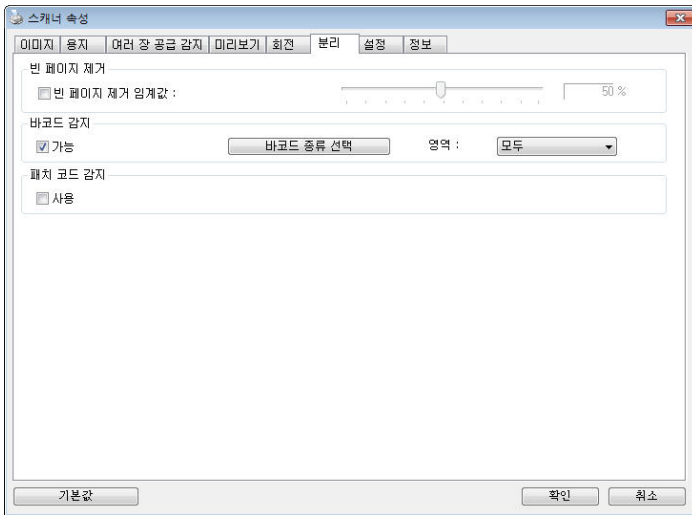 스캐너 속성
이미지 용지 여러 장 공급 감지 미리보기 회전 분리 설정 정보
빈 페이지 제거
빈 페이지 제거 임계값 : 50 %
바코드 감지
가능 바코드 종류 선택 영역 : 모두
패치 코드 감지
사용
기본값 확인 취소